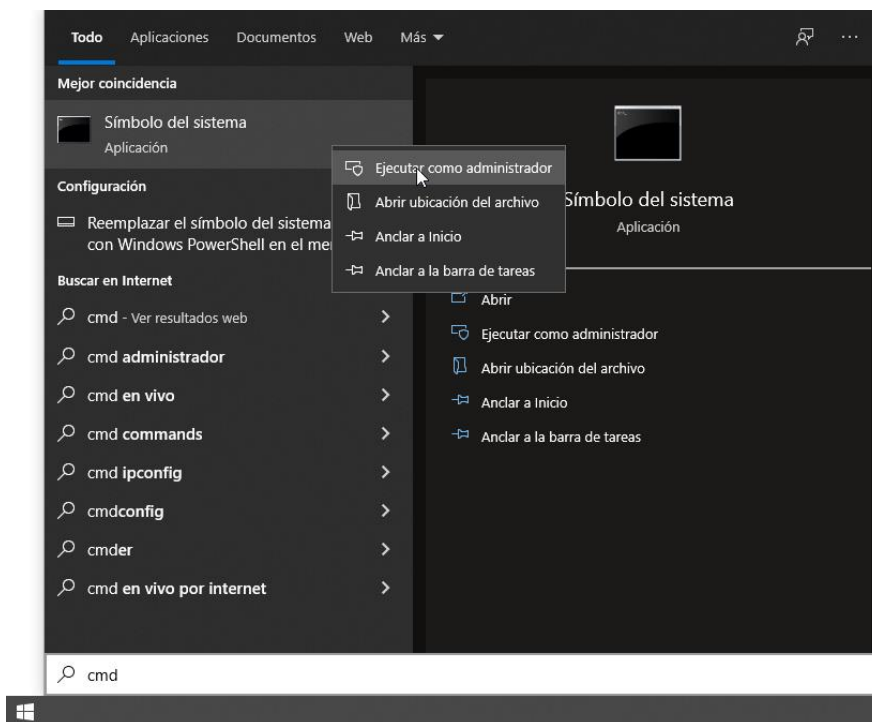 Todo Aplicaciones Documentos Web Más
Mejor coincidencia
Símbolo del sistema
Aplicación
Configuración
Reemplazar el símbolo del sistema
con Windows PowerShell en el
Buscar en Internet
cmd - Ver resultados web
cmd administrador
cmd en vivo
cmd commands
cmd ipconfig
cmdconfig
cmder
cmd en vivo por internet
Ejecutar como administrador
Abrir ubicación del archivo
Anclar a Inicio
Anclar a la barra de tareas
Símbolo del sistema
Aplicación
Abrir
Ejecutar como administrador
Abrir ubicación del archivo
Anclar a Inicio
Anclar a la barra de tareas
cmd